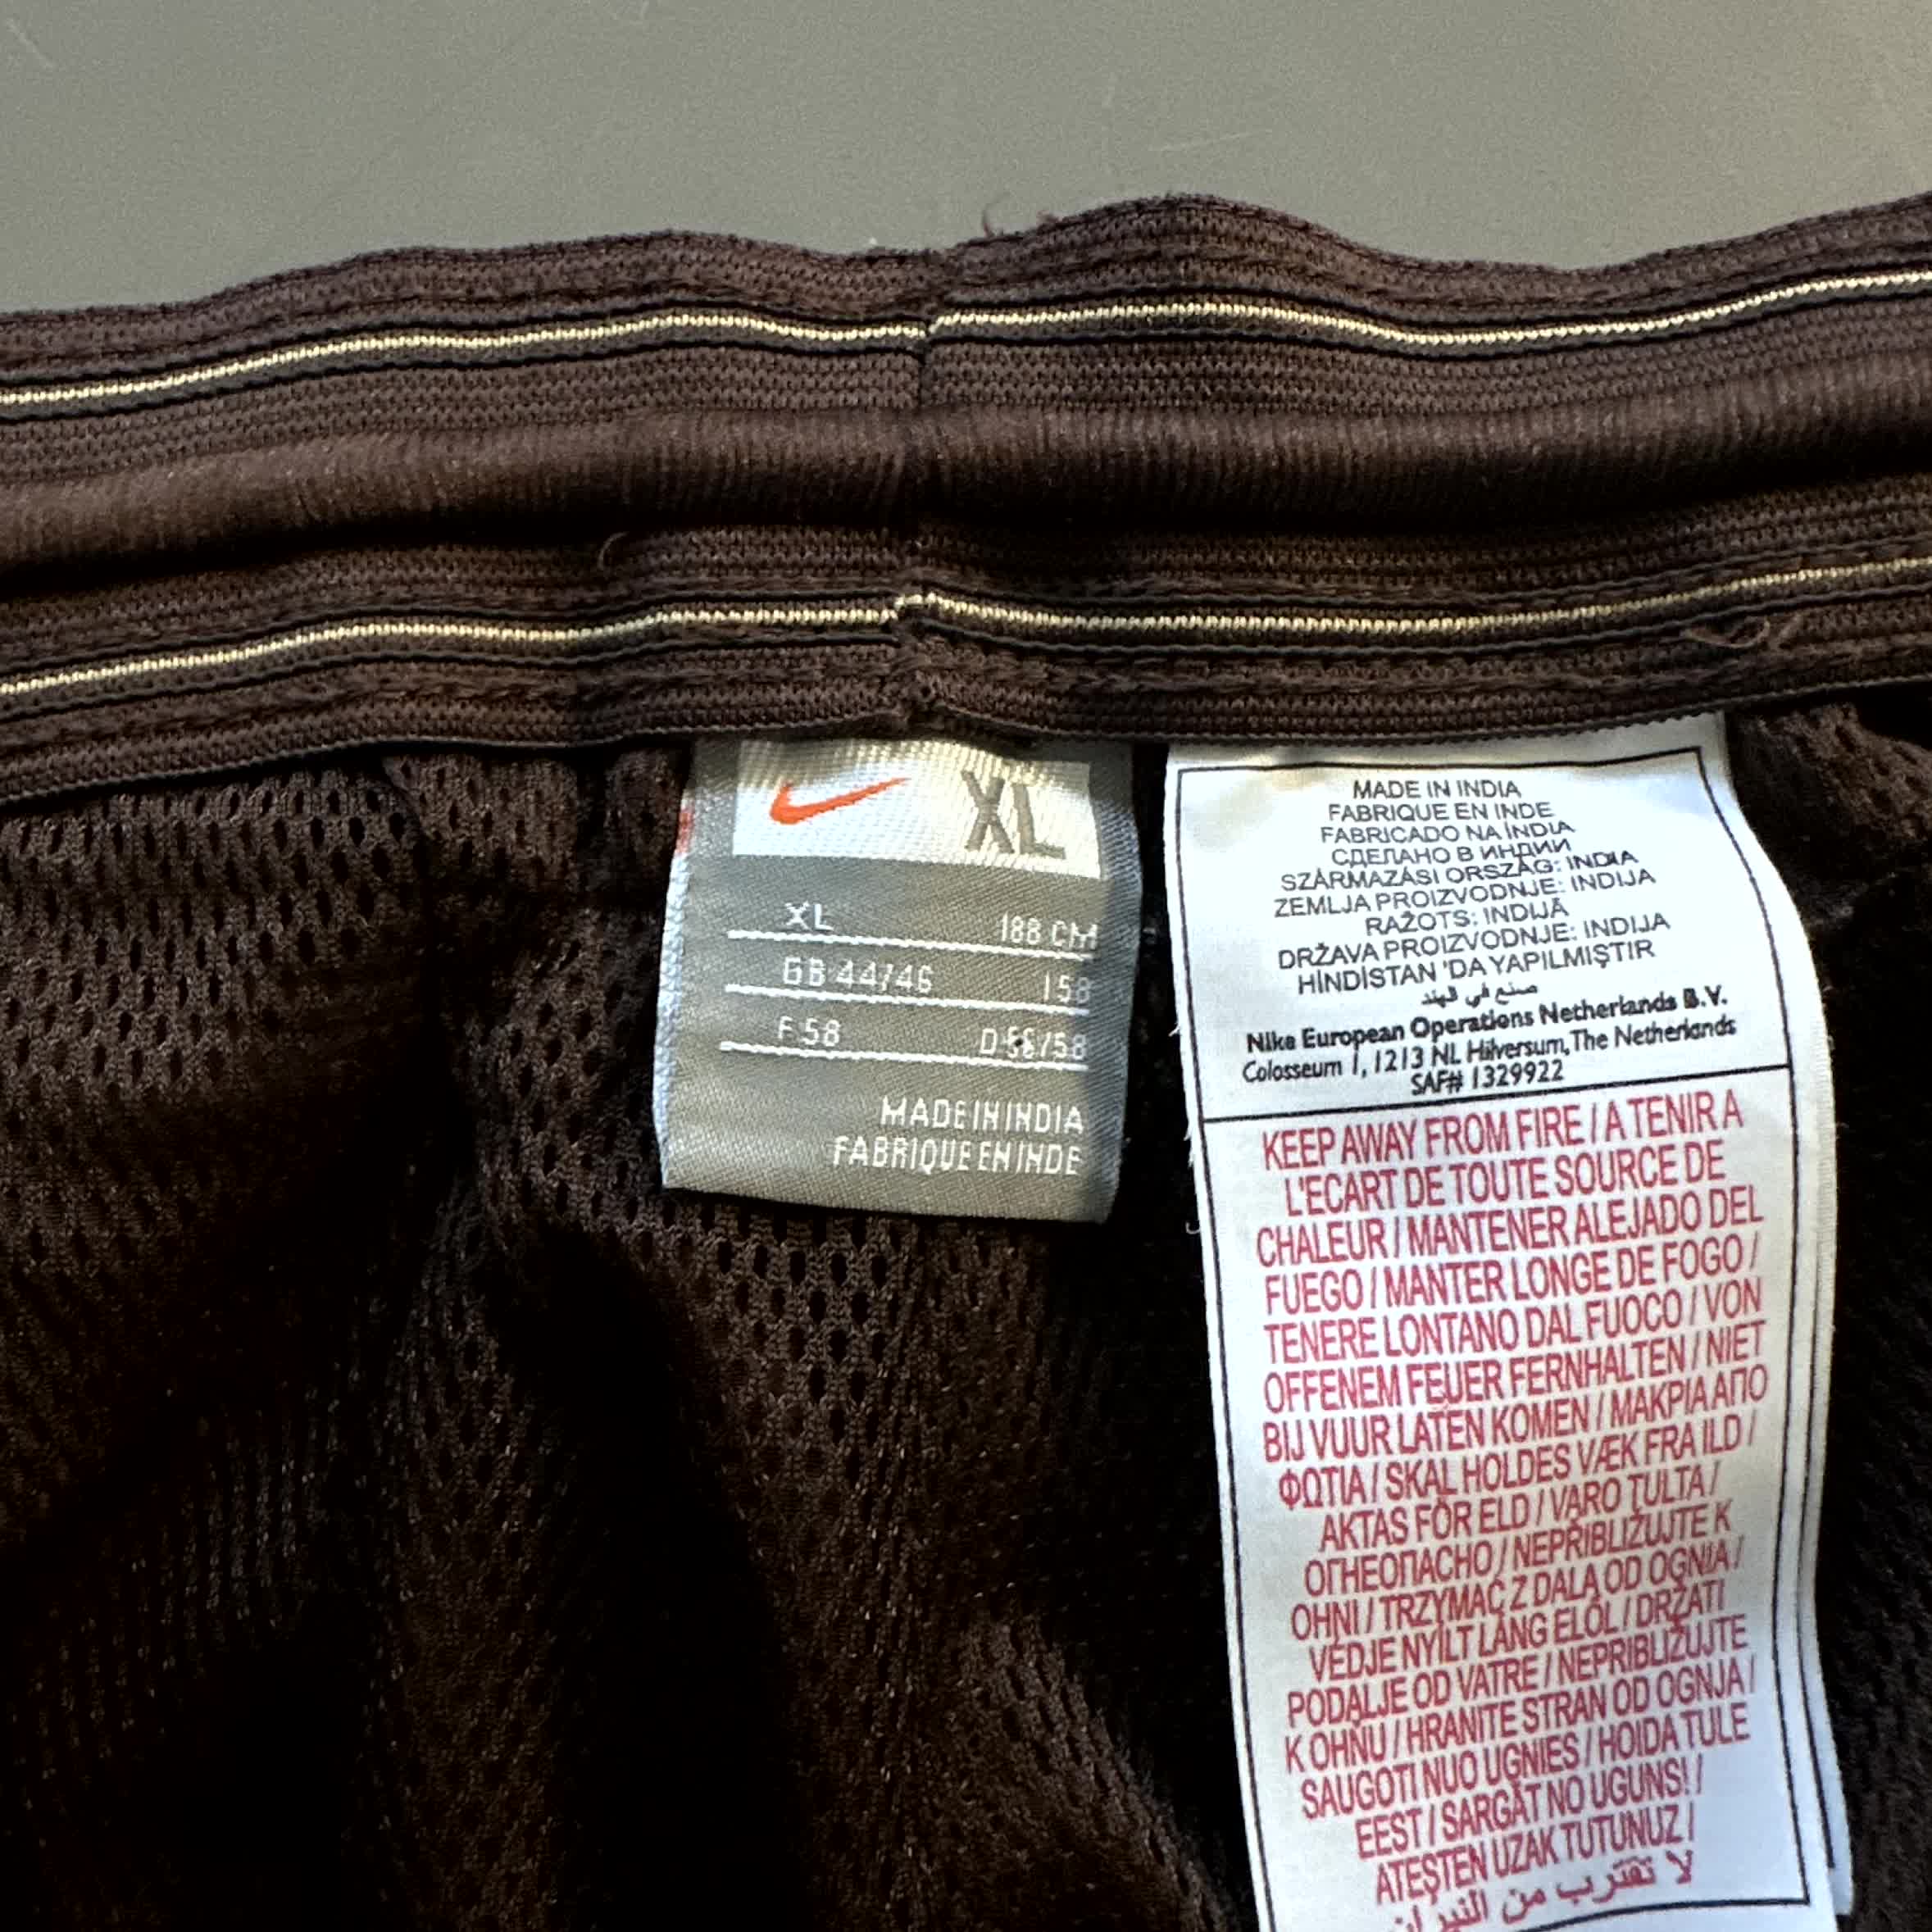 XL
XL 188 CM
GB 44/46 158
F 58 D 56/58
MADE IN INDIA
FABRIQUE EN INDE
MADE IN INDIA
FABRIQUE EN INDE
FABRICADO NA ÍNDIA
СДЕЛАНО В ИНДИИ
SZÁRMAZÁSI ORSZÁG: INDIA
ZEMLJA PROIZVODNJE: INDIJA
RAŽOTS: INDIJĀ
DRŽAVA PROIZVODNJE: INDIJA
HİNDİSTAN 'DA YAPILMIŞTIR
صنع في الهند
Nike European Operations Netherlands B.V.
Colosseum 1, 1213 NL Hilversum, The Netherlands
SAF# 1329922
KEEP AWAY FROM FIRE / A TENIR A
L'ECART DE TOUTE SOURCE DE
CHALEUR / MANTENER ALEJADO DEL
FUEGO / MANTER LONGE DE FOGO /
TENERE LONTANO DAL FUOCO / VON
OFFENEM FEUER FERNHALTEN / NIET
BIJ VUUR LATEN KOMEN / ΜΑΚΡΙΑ ΑΠΟ
ΦΩΤΙΑ / SKAL HOLDES VÆK FRA ILD /
AKTAS FÖR ELD / VARO TULTA /
ОГНЕОПАСНО / NEPŘIBLIŽUJTE K
OHNI / TRZYMAĆ Z DALA OD OGNIA /
VÉDJE NYÍLT LÁNG ELŐL / DRŽATI
PODALJE OD VATRE / NEPRIBLIŽUJTE
K OHŇU / HRANITE STRAN OD OGNJA /
SAUGOTI NUO UGNIES / HOIDA TULE
EEST / SARGĀT NO UGUNS! /
ATEŞTEN UZAK TUTUNUZ /
لا تقترب من النيران